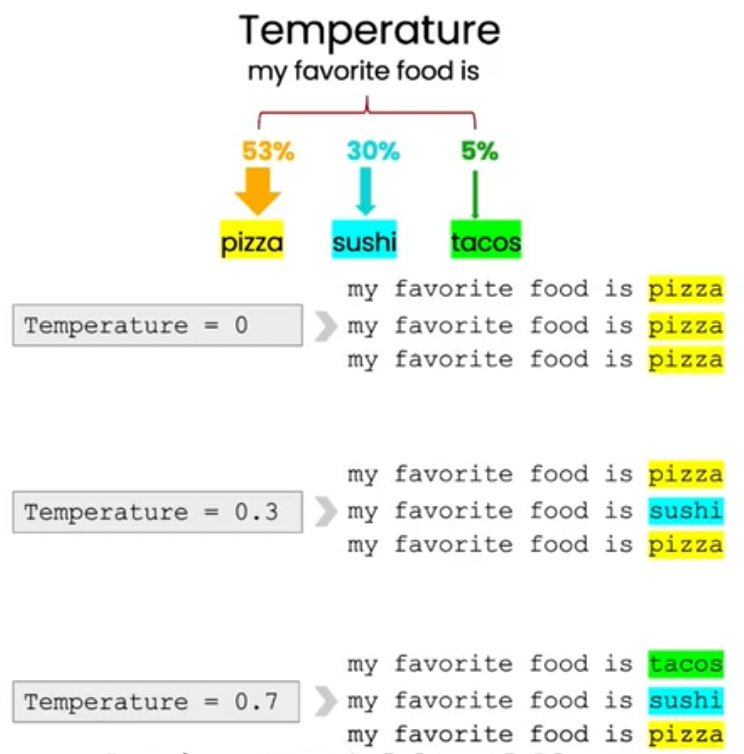 Temperature
my favorite food is
53% 30% 5%
pizza sushi tacos
my favorite food is pizza
Temperature = 0 my favorite food is pizza
my favorite food is pizza
my favorite food is pizza
Temperature = 0.3 my favorite food is sushi
my favorite food is pizza
my favorite food is tacos
Temperature = 0.7 my favorite food is sushi
my favorite food is pizza